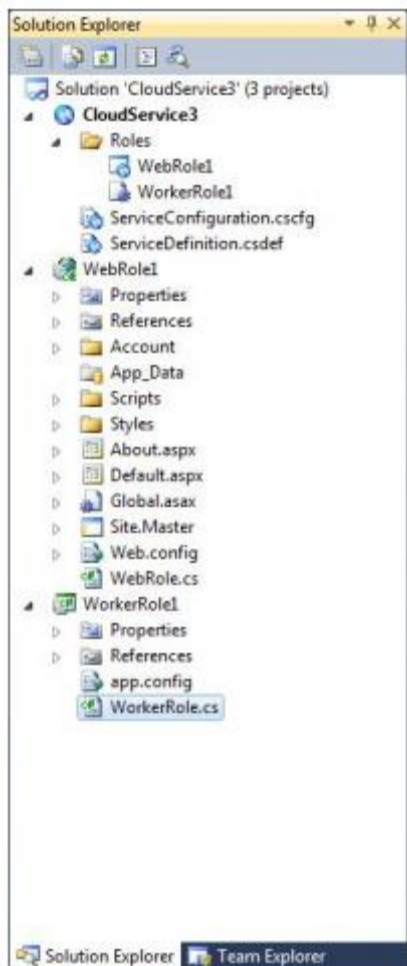 Solution Explorer
Solution 'CloudService3' (3 projects)
CloudService3
Roles
WebRole1
WorkerRole1
ServiceConfiguration.cscfg
ServiceDefinition.csdef
WebRole1
Properties
References
Account
App_Data
Scripts
Styles
About.aspx
Default.aspx
Global.asax
Site.Master
Web.config
WebRole.cs
WorkerRole1
Properties
References
app.config
WorkerRole.cs
Solution Explorer Team Explorer